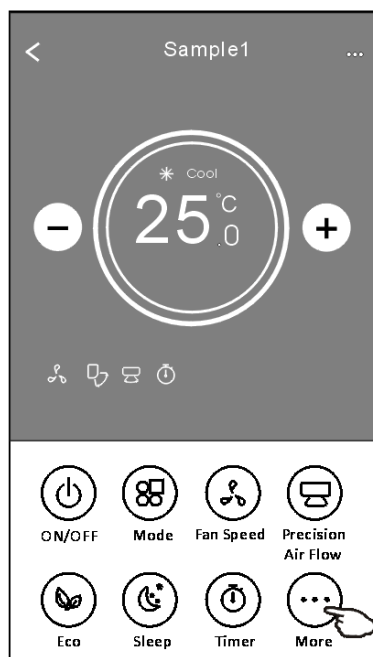 Sample1
...
Cool
25.0°C
ON/OFF Mode Fan Speed Precision Air Flow
Eco Sleep Timer More